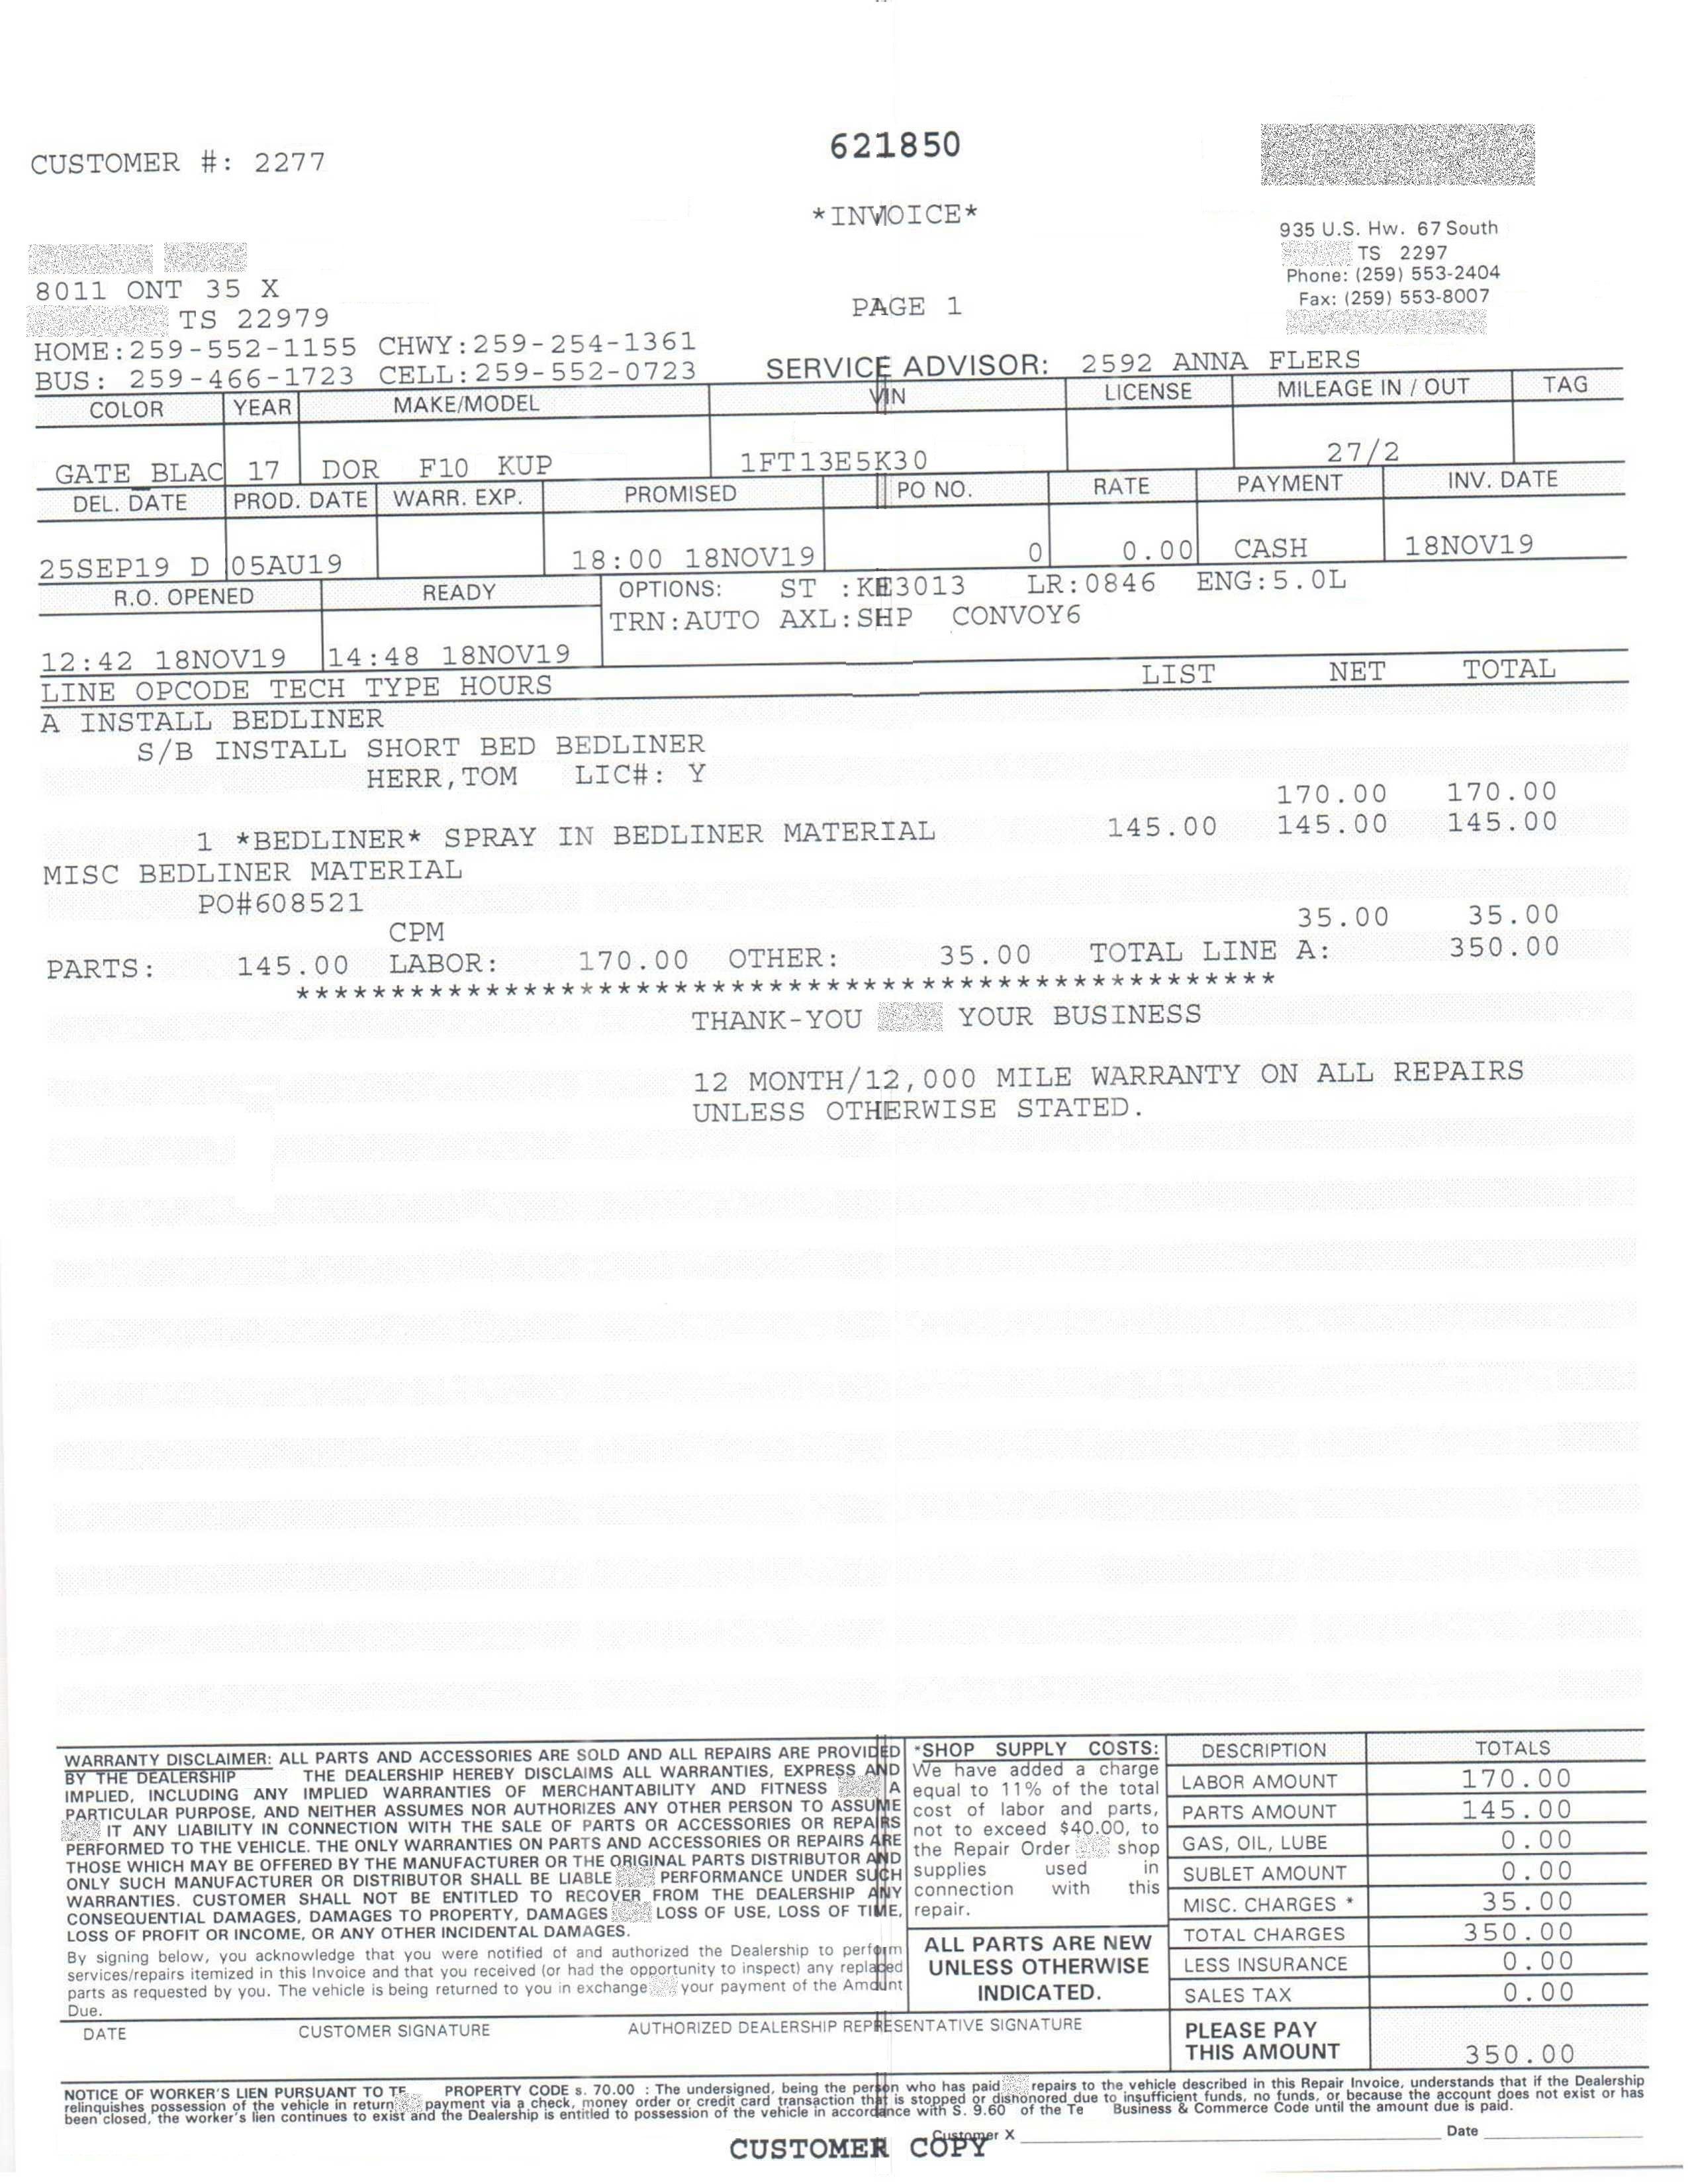 CUSTOMER #: 2277
621850
*INVOICE*
935 U.S. Hw. 67 South
TS 2297
Phone: (259) 553-2404
Fax: (259) 553-8007
8011 ONT 35 X
TS 22979
PAGE 1
HOME:259-552-1155 CHWY:259-254-1361
BUS: 259-466-1723 CELL:259-552-0723
SERVICE ADVISOR: 2592 ANNA FLERS
COLOR YEAR MAKE/MODEL VIN LICENSE MILEAGE IN / OUT TAG
GATE BLAC 17 DOR F10 KUP 1FT13E5K30 27/2
DEL. DATE PROD. DATE WARR. EXP. PROMISED PO NO. RATE PAYMENT INV. DATE
25SEP19 D 05AU19 18:00 18NOV19 0 0.00 CASH 18NOV19
R.O. OPENED READY OPTIONS: ST :KE3013 LR:0846 ENG:5.0L
TRN:AUTO AXL:SHP CONVOY6
12:42 18NOV19 14:48 18NOV19
LINE OPCODE TECH TYPE HOURS LIST NET TOTAL
A INSTALL BEDLINER
S/B INSTALL SHORT BED BEDLINER
HERR,TOM LIC#: Y
170.00 170.00
1 *BEDLINER* SPRAY IN BEDLINER MATERIAL 145.00 145.00 145.00
MISC BEDLINER MATERIAL
PO#608521
CPM 35.00 35.00
PARTS: 145.00 LABOR: 170.00 OTHER: 35.00 TOTAL LINE A: 350.00
****************************************************
THANK-YOU YOUR BUSINESS
12 MONTH/12,000 MILE WARRANTY ON ALL REPAIRS
UNLESS OTHERWISE STATED.
WARRANTY DISCLAIMER: ALL PARTS AND ACCESSORIES ARE SOLD AND ALL REPAIRS ARE PROVIDED
BY THE DEALERSHIP THE DEALERSHIP HEREBY DISCLAIMS ALL WARRANTIES, EXPRESS AND
IMPLIED, INCLUDING ANY IMPLIED WARRANTIES OF MERCHANTABILITY AND FITNESS A
PARTICULAR PURPOSE, AND NEITHER ASSUMES NOR AUTHORIZES ANY OTHER PERSON TO ASSUME
IT ANY LIABILITY IN CONNECTION WITH THE SALE OF PARTS OR ACCESSORIES OR REPAIRS
PERFORMED TO THE VEHICLE. THE ONLY WARRANTIES ON PARTS AND ACCESSORIES OR REPAIRS ARE
THOSE WHICH MAY BE OFFERED BY THE MANUFACTURER OR THE ORIGINAL PARTS DISTRIBUTOR AND
ONLY SUCH MANUFACTURER OR DISTRIBUTOR SHALL BE LIABLE PERFORMANCE UNDER SUCH
WARRANTIES. CUSTOMER SHALL NOT BE ENTITLED TO RECOVER FROM THE DEALERSHIP ANY
CONSEQUENTIAL DAMAGES, DAMAGES TO PROPERTY, DAMAGES LOSS OF USE, LOSS OF TIME,
LOSS OF PROFIT OR INCOME, OR ANY OTHER INCIDENTAL DAMAGES.
By signing below, you acknowledge that you were notified of and authorized the Dealership to perform
services/repairs itemized in this Invoice and that you received (or had the opportunity to inspect) any replaced
parts as requested by you. The vehicle is being returned to you in exchange your payment of the Amount
Due.
*SHOP SUPPLY COSTS:
We have added a charge
equal to 11% of the total
cost of labor and parts,
not to exceed $40.00, to
the Repair Order shop
supplies used in
connection with this
repair.
ALL PARTS ARE NEW
UNLESS OTHERWISE
INDICATED.
DESCRIPTION TOTALS
LABOR AMOUNT 170.00
PARTS AMOUNT 145.00
GAS, OIL, LUBE 0.00
SUBLET AMOUNT 0.00
MISC. CHARGES * 35.00
TOTAL CHARGES 350.00
LESS INSURANCE 0.00
SALES TAX 0.00
PLEASE PAY
THIS AMOUNT 350.00
DATE CUSTOMER SIGNATURE AUTHORIZED DEALERSHIP REPRESENTATIVE SIGNATURE
NOTICE OF WORKER'S LIEN PURSUANT TO TE PROPERTY CODE s. 70.00 : The undersigned, being the person who has paid repairs to the vehicle described in this Repair Invoice, understands that if the Dealership
relinquishes possession of the vehicle in return payment via a check, money order or credit card transaction that is stopped or dishonored due to insufficient funds, no funds, or because the account does not exist or has
been closed, the worker's lien continues to exist and the Dealership is entitled to possession of the vehicle in accordance with S. 9.60 of the Te Business & Commerce Code until the amount due is paid.
Customer X Date
CUSTOMER COPY